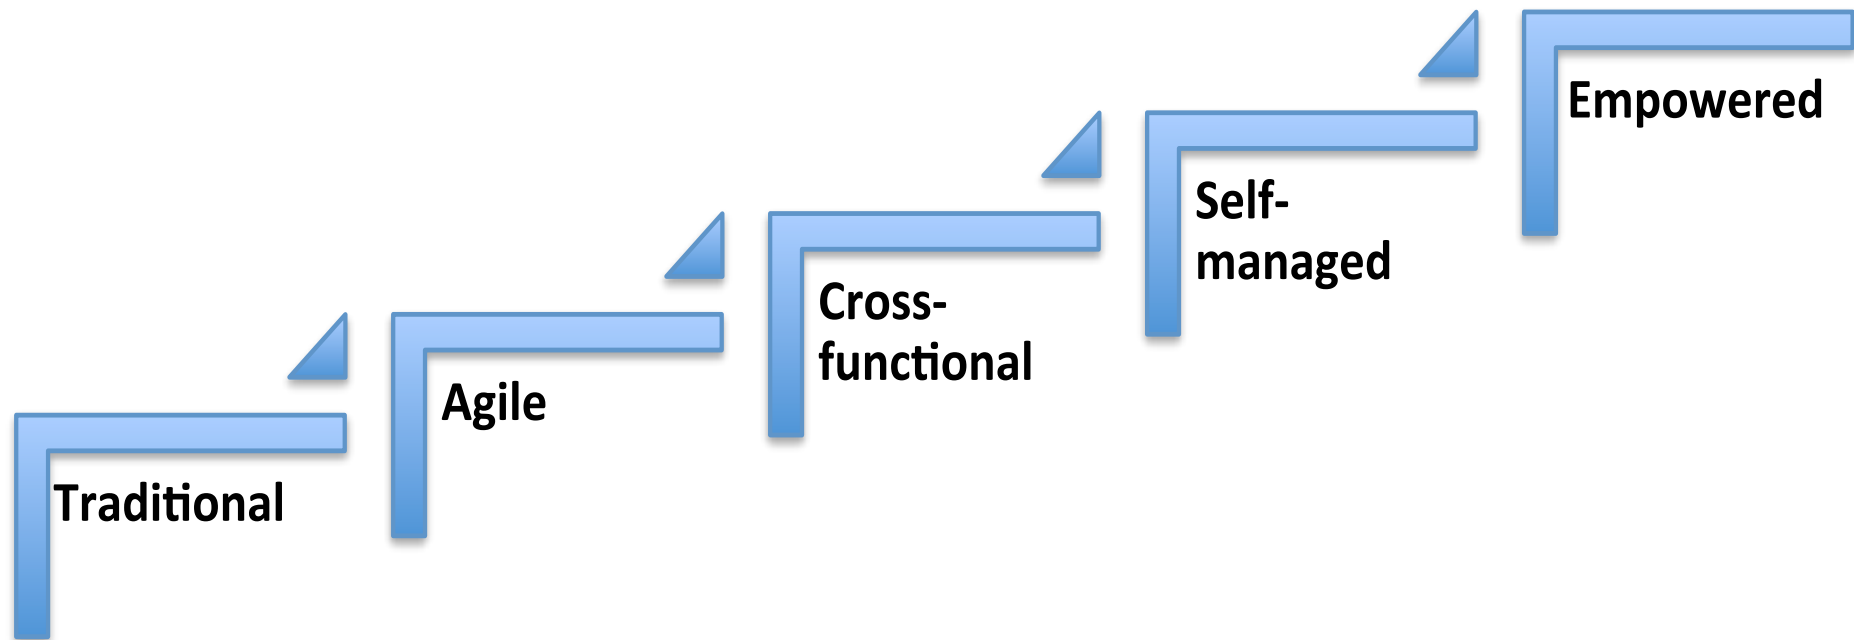 Traditional
Agile
Cross-
functional
Self-
managed
Empowered